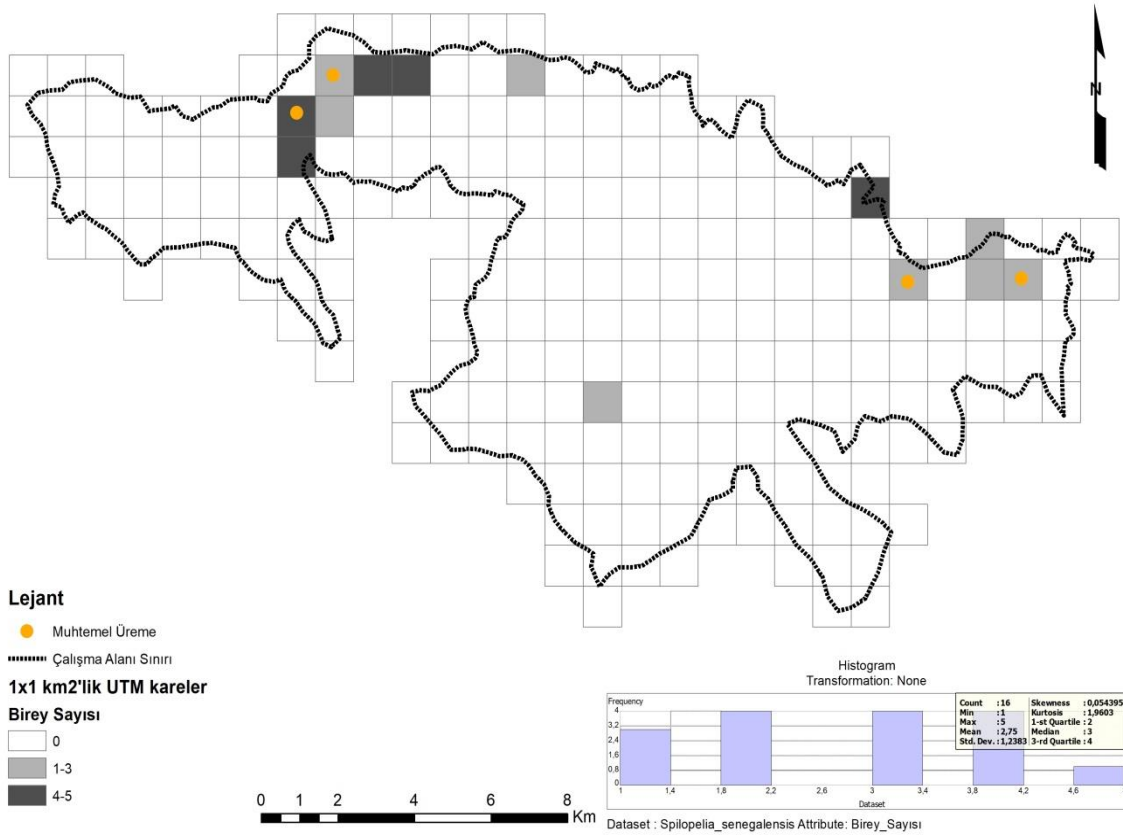 N
Lejant
Muhtemel Üreme
Çalışma Alanı Sınırı
1x1 km2'lik UTM kareler
Birey Sayısı
0
1-3
4-5
0 1 2 4 6 8
Km
Histogram
Transformation: None
Frequency
4
3,2
2,4
1,6
0,8
0
1 1,4 1,8 2,2 2,6 3 3,4 3,8 4,2 4,6
Dataset
Count : 16 Skewness : 0,054395
Min : 1 Kurtosis : 1,9603
Max : 5 1-st Quartile : 2
Mean : 2,75 Median : 3
Std. Dev. : 1,2383 3-rd Quartile : 4
Dataset : Spilopelia_senegalensis Attribute: Birey_Sayısı